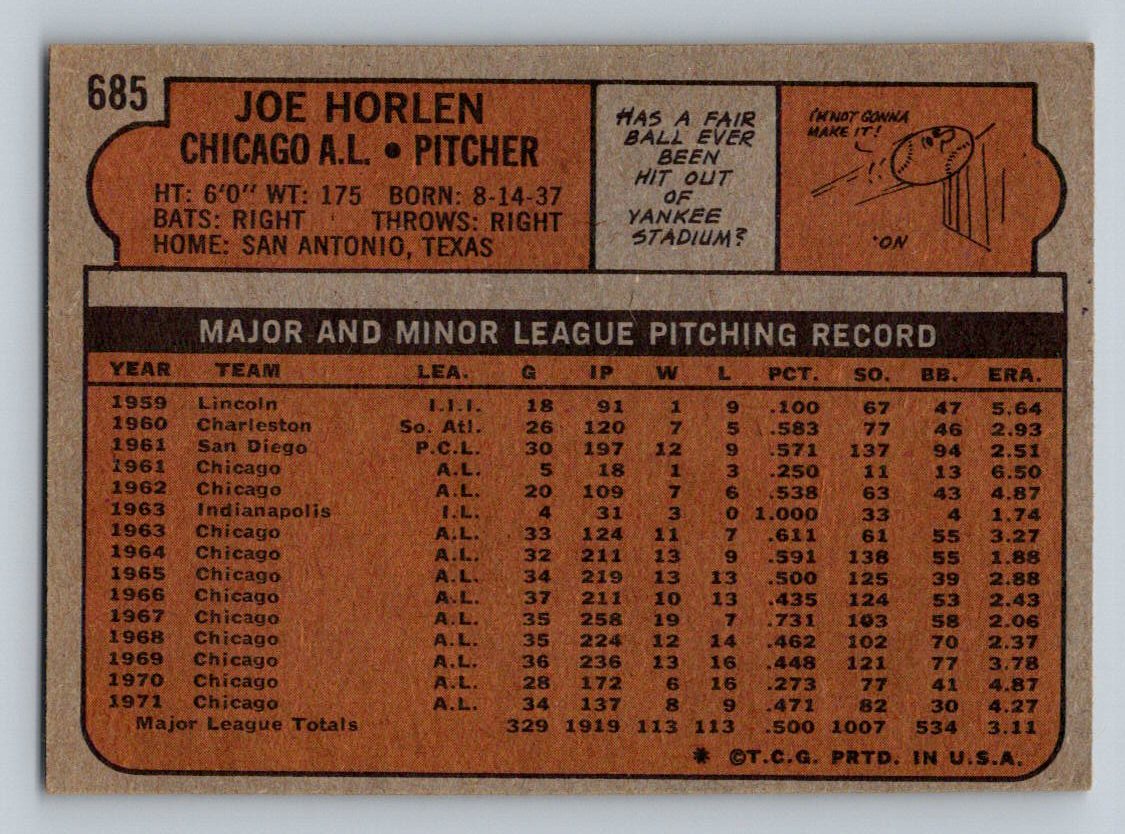 685
JOE HORLEN
CHICAGO A.L. • PITCHER
HT: 6'0" WT: 175 BORN: 8-14-37
BATS: RIGHT THROWS: RIGHT
HOME: SAN ANTONIO, TEXAS
HAS A FAIR
BALL EVER
BEEN
HIT OUT
OF
YANKEE
STADIUM?
I'M NOT GONNA
MAKE IT!
'ON
MAJOR AND MINOR LEAGUE PITCHING RECORD
YEAR TEAM LEA. G IP W L PCT. SO. BB. ERA.
1959 Lincoln I.I.I. 18 91 1 9 .100 67 47 5.64
1960 Charleston So. Atl. 26 120 7 5 .583 77 46 2.93
1961 San Diego P.C.L. 30 197 12 9 .571 137 94 2.51
1961 Chicago A.L. 5 18 1 3 .250 11 13 6.50
1962 Chicago A.L. 20 109 7 6 .538 63 43 4.87
1963 Indianapolis I.L. 4 31 3 0 1.000 33 4 1.74
1963 Chicago A.L. 33 124 11 7 .611 61 55 3.27
1964 Chicago A.L. 32 211 13 9 .591 138 55 1.88
1965 Chicago A.L. 34 219 13 13 .500 125 39 2.88
1966 Chicago A.L. 37 211 10 13 .435 124 53 2.43
1967 Chicago A.L. 35 258 19 7 .731 103 58 2.06
1968 Chicago A.L. 35 224 12 14 .462 102 70 2.37
1969 Chicago A.L. 36 236 13 16 .448 121 77 3.78
1970 Chicago A.L. 28 172 6 16 .273 77 41 4.87
1971 Chicago A.L. 34 137 8 9 .471 82 30 4.27
Major League Totals 329 1919 113 113 .500 1007 534 3.11
* ©T.C.G. PRTD. IN U.S.A.